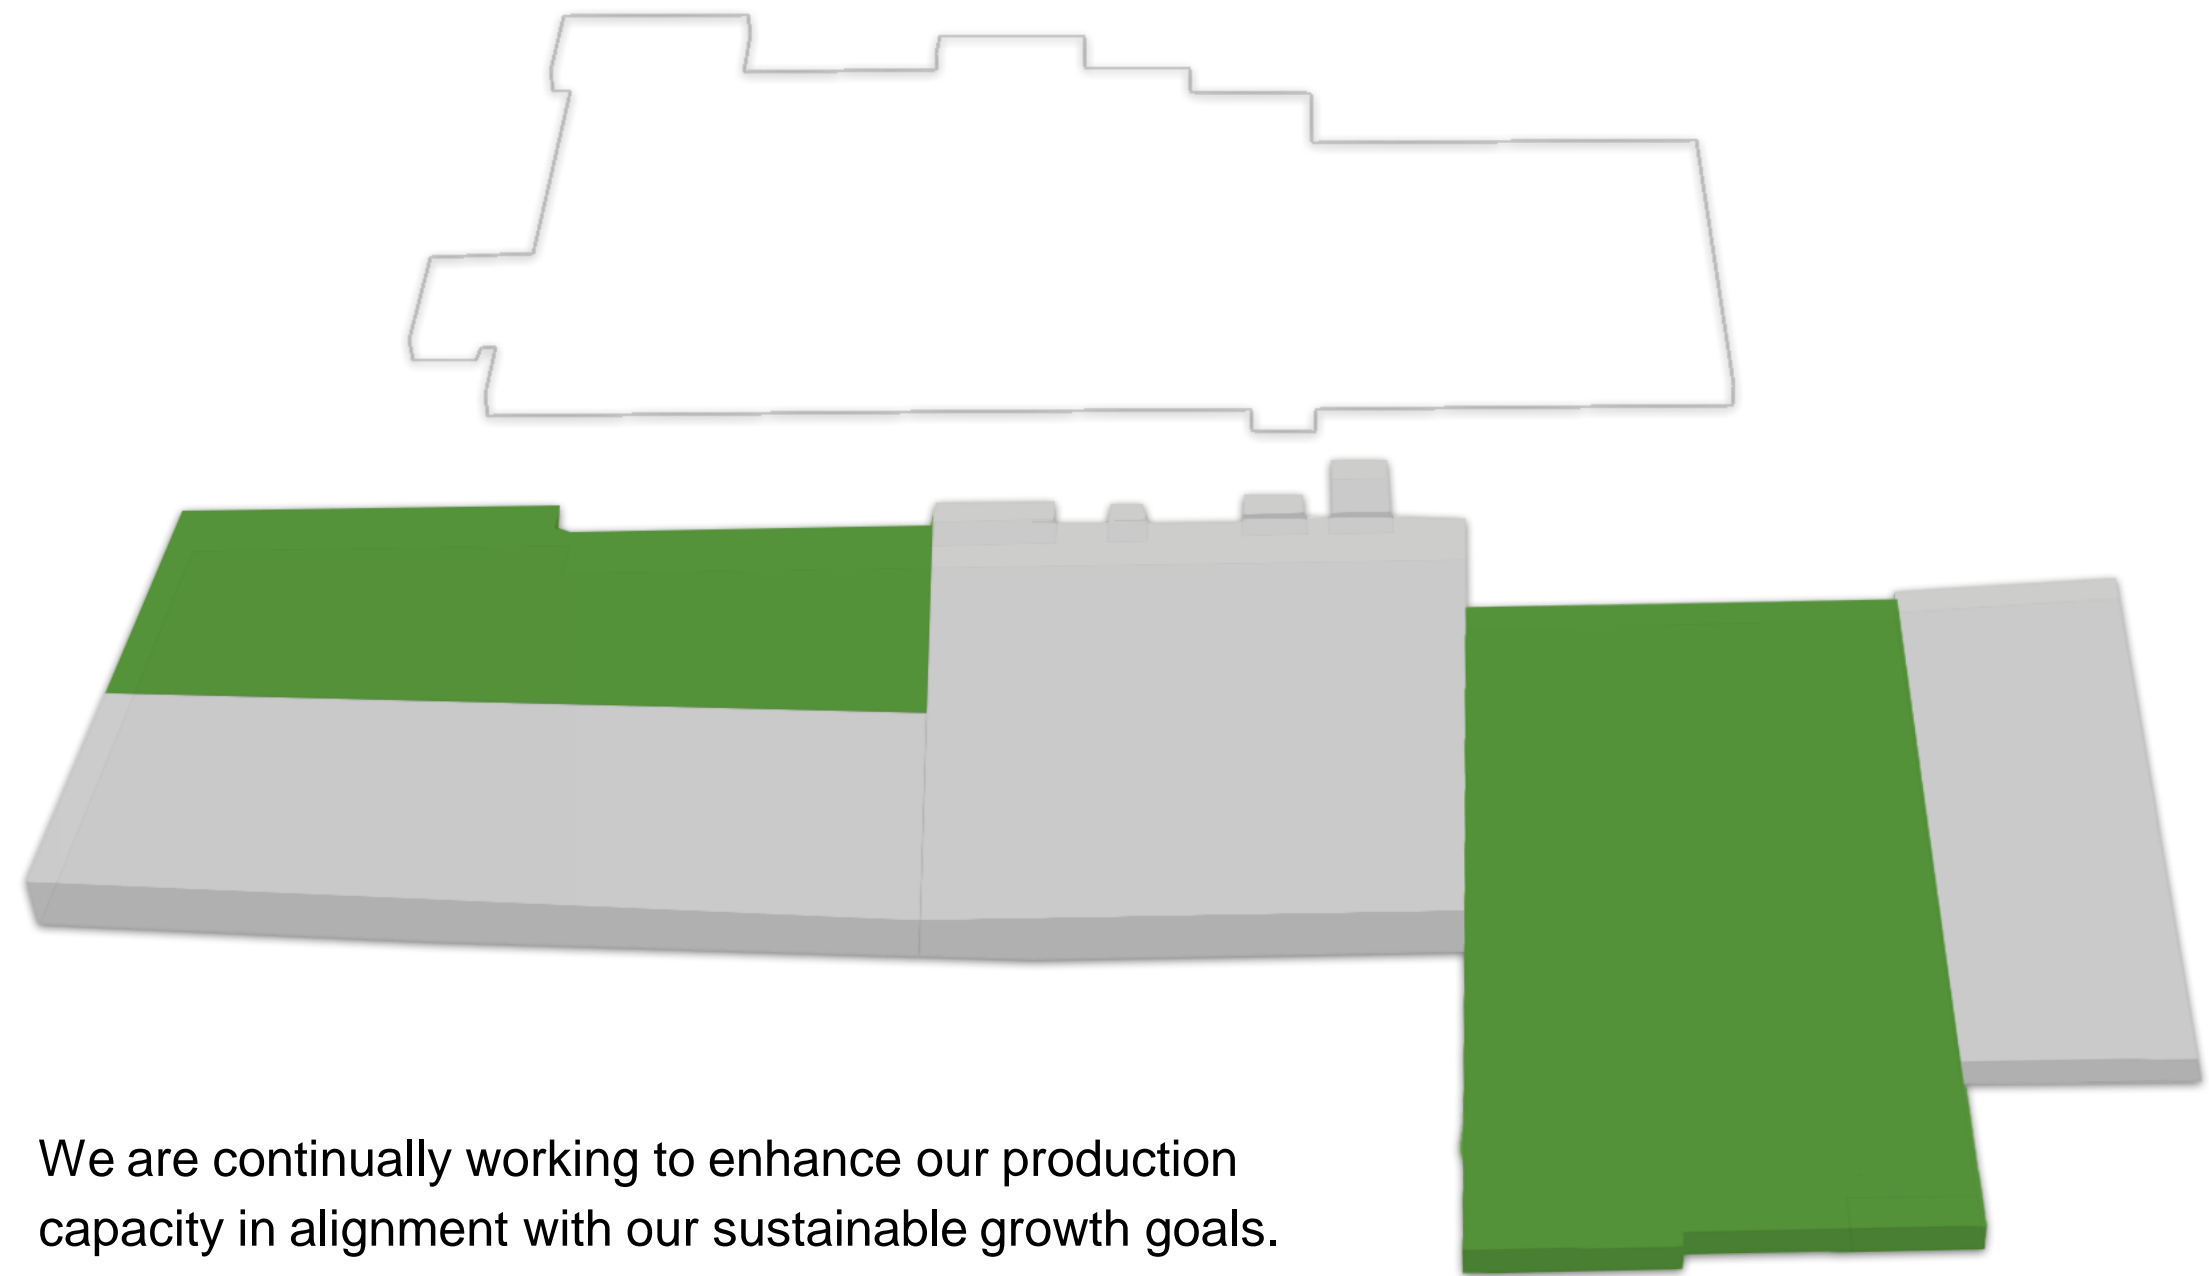 We are continually working to enhance our production
capacity in alignment with our sustainable growth goals.